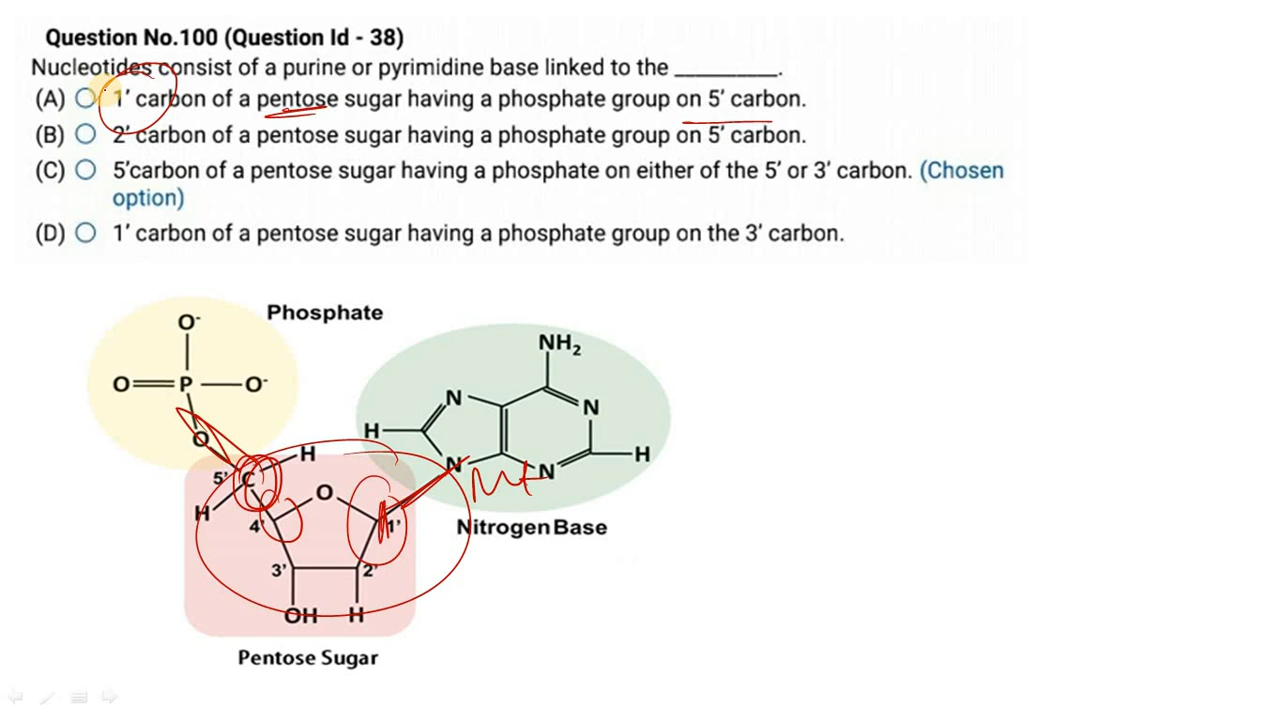 Question No.100 (Question Id - 38)
Nucleotides consist of a purine or pyrimidine base linked to the _________.
(A) 1′ carbon of a pentose sugar having a phosphate group on 5′ carbon.
(B) 2′ carbon of a pentose sugar having a phosphate group on 5′ carbon.
(C) 5′carbon of a pentose sugar having a phosphate on either of the 5′ or 3′ carbon. (Chosen
option)
(D) 1′ carbon of a pentose sugar having a phosphate group on the 3′ carbon.
Phosphate
O-
O P O-
O
NH2
N N
H H
N N
Nitrogen Base
5' C H
H O
4' 1'
3' 2'
OH H
Pentose Sugar